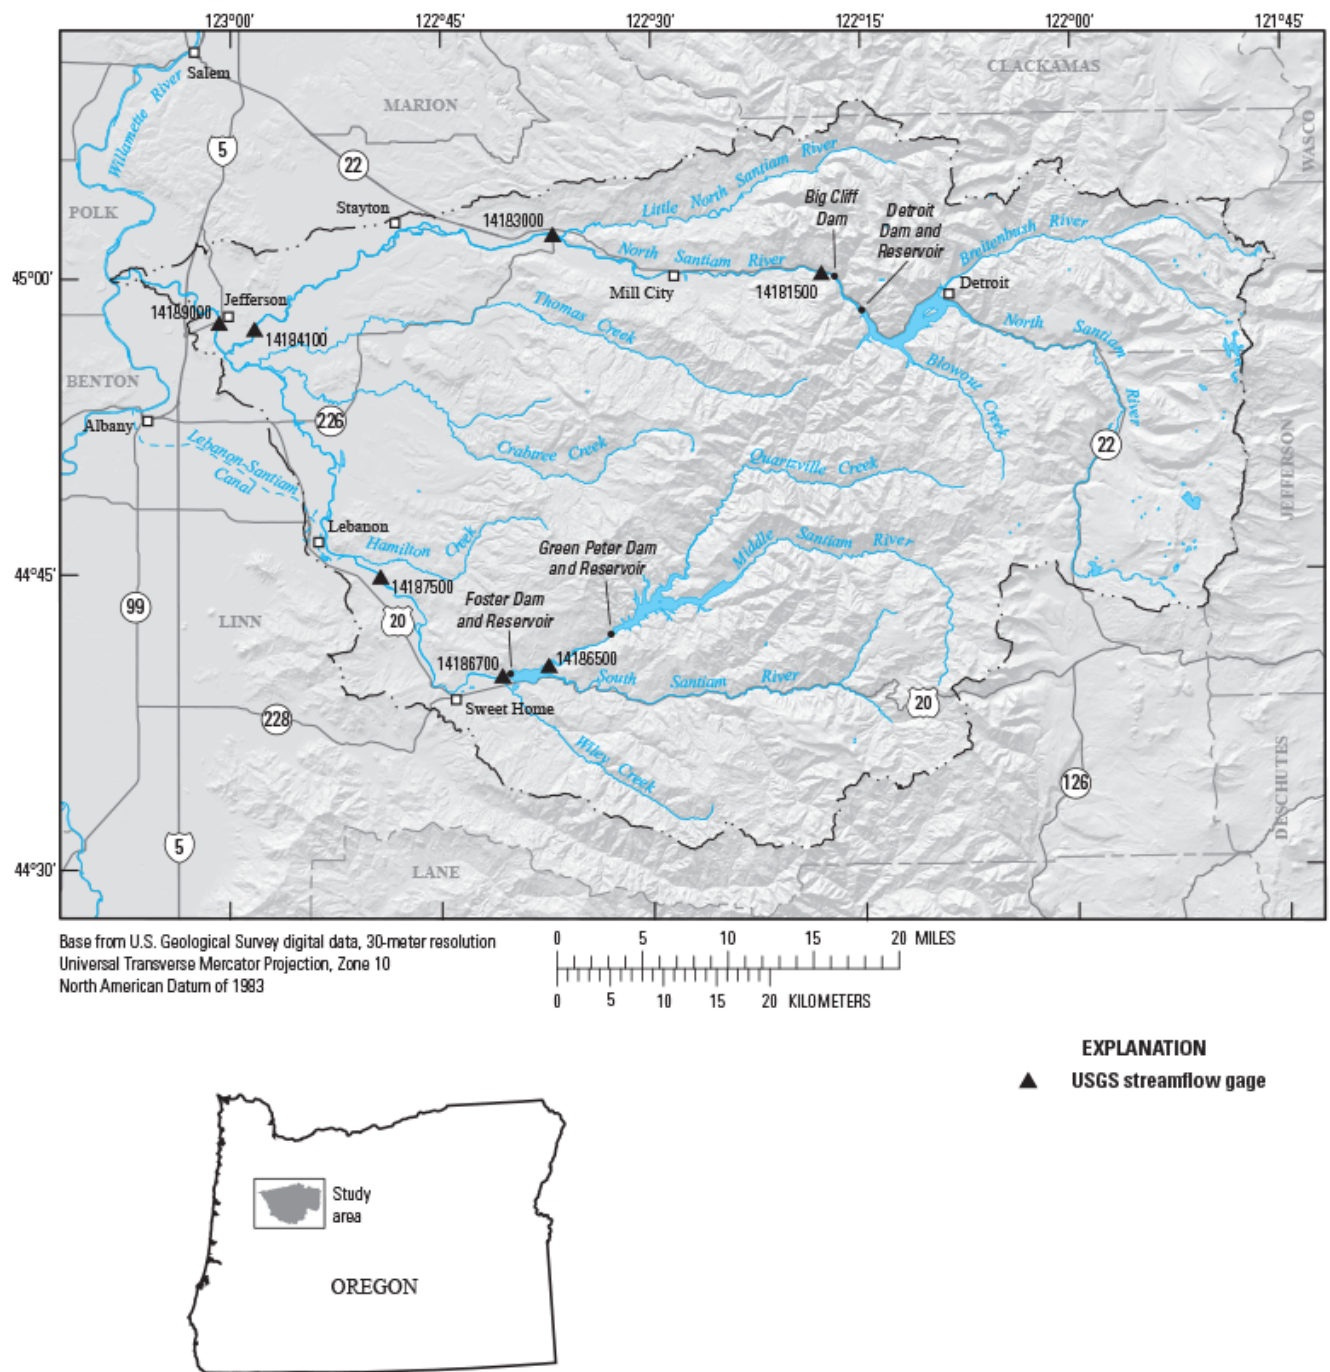 123°00'
122°45'
122°30'
122°15'
122°00'
121°45'
Salem
Willamette River
MARION
CLACKAMAS
WASCO
5
22
POLK
Stayton
14183000
Little North Santiam River
Big Cliff
Dam
Detroit
Dam and
Reservoir
Breitenbush River
North Santiam River
45°00'
Mill City
14181500
Detroit
Jefferson
14189000
14184100
Thomas Creek
North Santiam River
Blowout Creek
BENTON
Albany
226
Lebanon-Santiam
Canal
Crabtree Creek
Quartzville Creek
22
JEFFERSON
Lebanon
Hamilton Creek
Green Peter Dam
and Reservoir
Middle Santiam River
44°45'
14187500
99
LINN
20
Foster Dam
and Reservoir
14186700
14186500
South Santiam River
20
Sweet Home
228
Wiley Creek
126
DESCHUTES
5
44°30'
LANE
Base from U.S. Geological Survey digital data, 30-meter resolution
Universal Transverse Mercator Projection, Zone 10
North American Datum of 1983
0 5 10 15 20 MILES
0 5 10 15 20 KILOMETERS
EXPLANATION
USGS streamflow gage
Study
area
OREGON